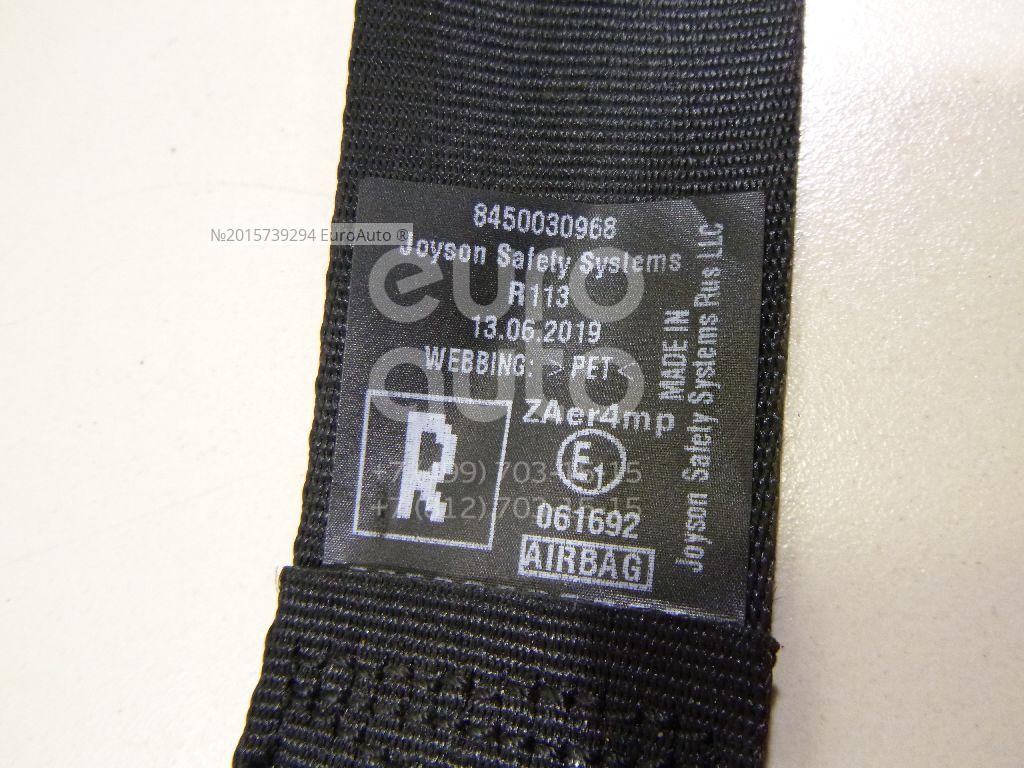 8450030968
№2015739294 EuroAuto ®
Joyson Safety Systems
euro
R113
13.06.2019
WEBBING: >PET<
auto
MADE IN
Joyson Safety Systems Rus LLC
ZAer4mp
R
E1
061692
AIRBAG